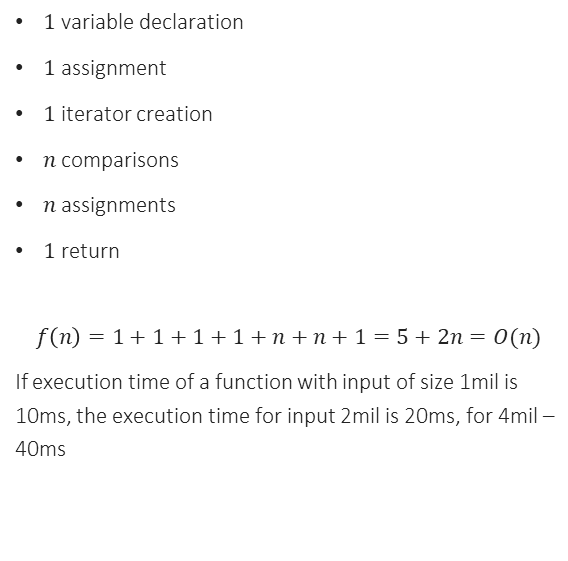 • 1 variable declaration
• 1 assignment
• 1 iterator creation
• n comparisons
• n assignments
• 1 return
f(n) = 1 + 1 + 1 + 1 + n + n + 1 = 5 + 2n = O(n)
If execution time of a function with input of size 1mil is
10ms, the execution time for input 2mil is 20ms, for 4mil –
40ms